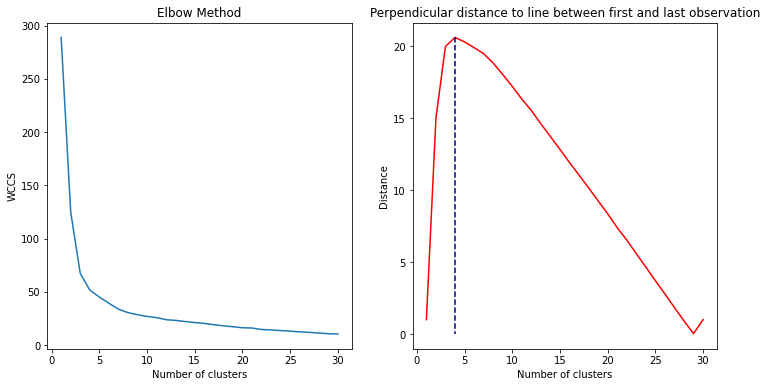 Elbow Method
300
250
200
150
100
50
0
WCCS
0 5 10 15 20 25 30
Number of clusters
Perpendicular distance to line between first and last observation
20
15
10
5
0
Distance
0 5 10 15 20 25 30
Number of clusters